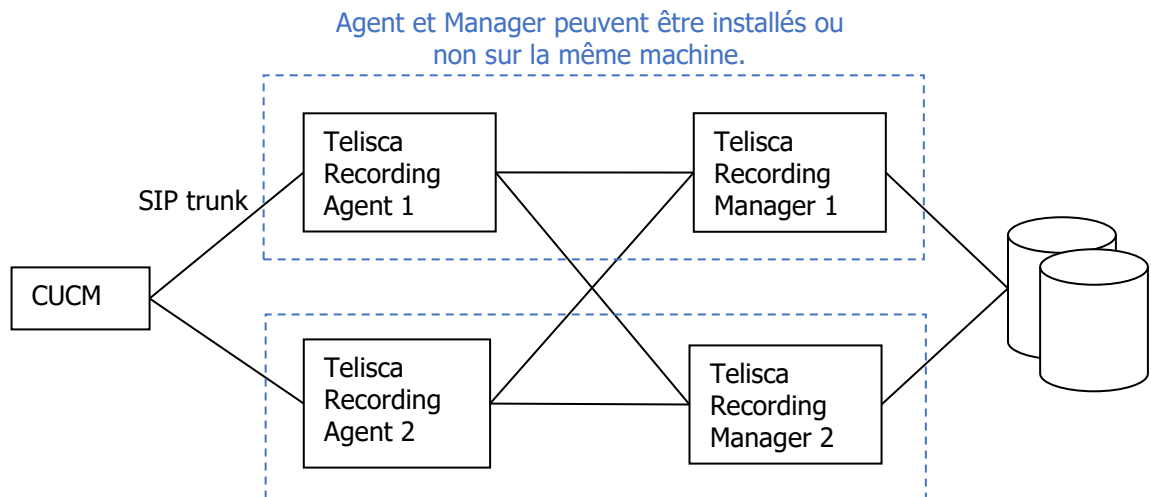 Agent et Manager peuvent être installés ou
non sur la même machine.
Telisca
Recording
Agent 1
Telisca
Recording
Manager 1
SIP trunk
CUCM
Telisca
Recording
Agent 2
Telisca
Recording
Manager 2